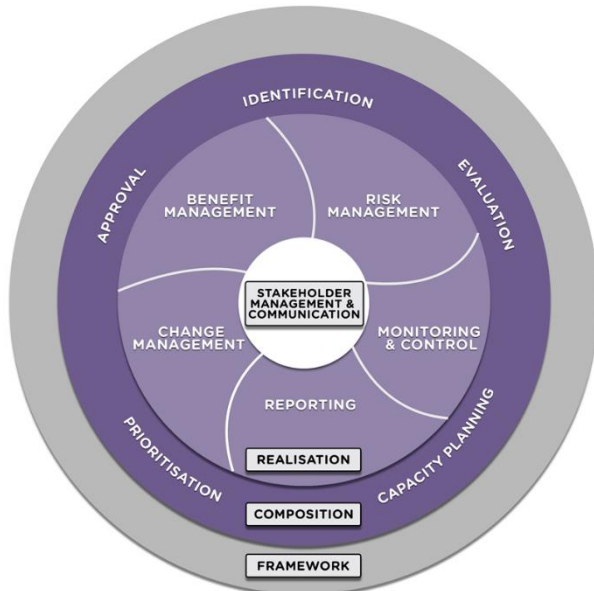 IDENTIFICATION
APPROVAL
EVALUATION
BENEFIT
MANAGEMENT
RISK
MANAGEMENT
STAKEHOLDER
MANAGEMENT &
COMMUNICATION
CHANGE
MANAGEMENT
MONITORING
& CONTROL
REPORTING
PRIORITISATION
CAPACITY PLANNING
REALISATION
COMPOSITION
FRAMEWORK